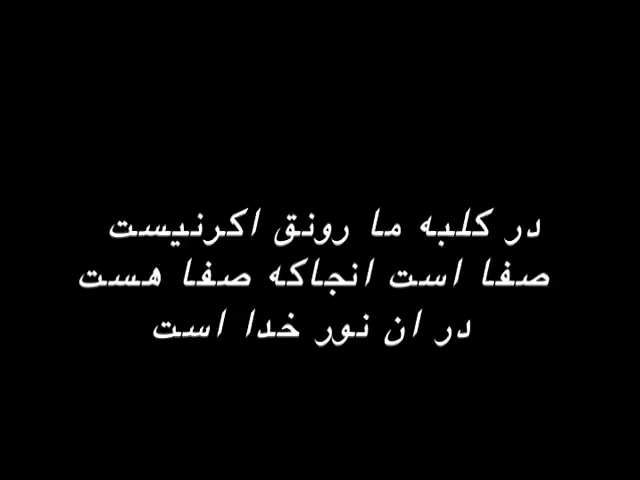 در کلبه ما رونق اکرنیست
صفا است انجاکه صفا هست
در ان نور خدا است